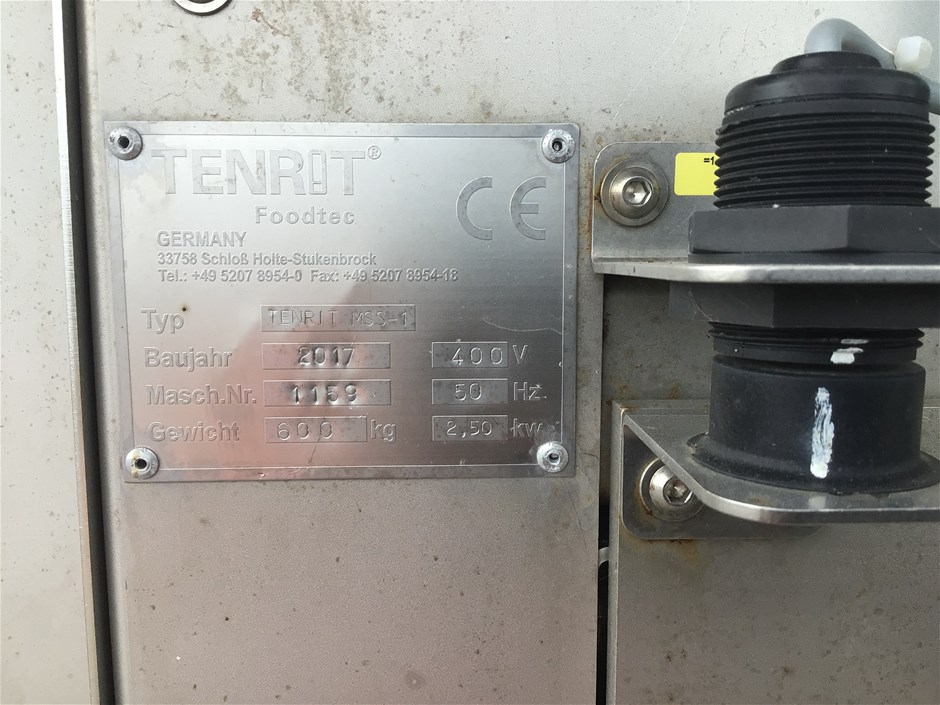 TENRIT®
Foodtec
CE
GERMANY
33758 Schloß Holte-Stukenbrock
Tel.: +49 5207 8954-0 Fax: +49 5207 8954-18
Typ TENRIT MSS-1
Baujahr 2017 400 V
Masch.Nr. 1159 50 Hz.
Gewicht 600 kg 2,50 kw